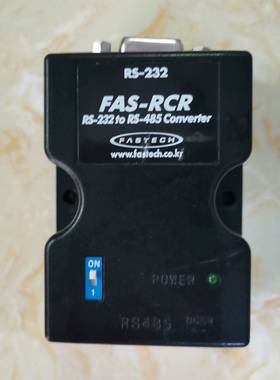 RS-232
FAS-RCR
RS-232 to RS-485 Converter
FASTECH
www.fastech.co.kr
ON
1
POWER
RS485